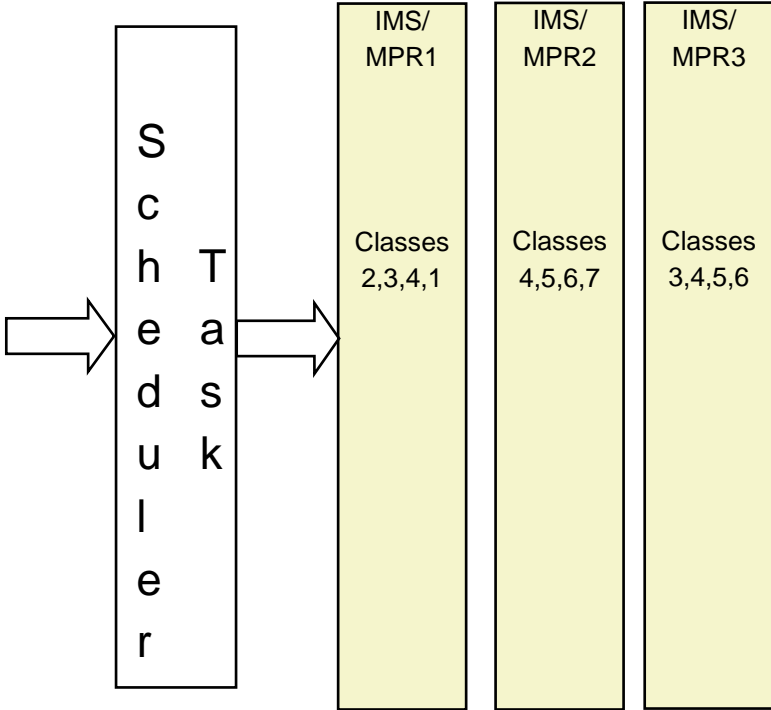 Scheduler
Task
IMS/
MPR1
Classes
2,3,4,1
IMS/
MPR2
Classes
4,5,6,7
IMS/
MPR3
Classes
3,4,5,6